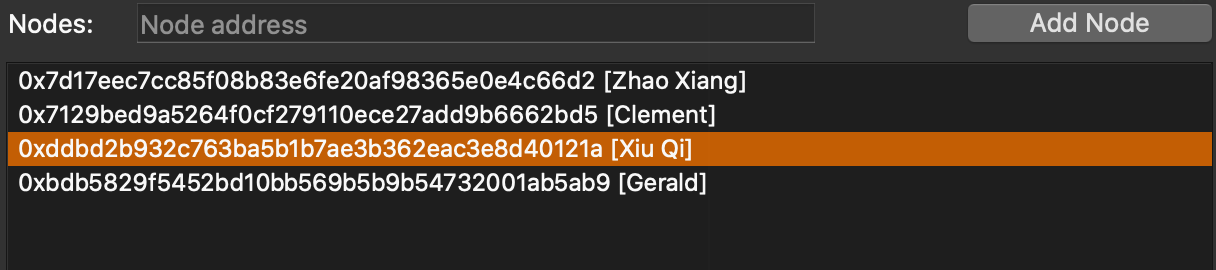 Nodes: Node address Add Node
0x7d17eec7cc85f08b83e6fe20af98365e0e4c66d2 [Zhao Xiang]
0x7129bed9a5264f0cf279110ece27add9b6662bd5 [Clement]
0xddbd2b932c763ba5b1b7ae3b362eac3e8d40121a [Xiu Qi]
0xbdb5829f5452bd10bb569b5b9b54732001ab5ab9 [Gerald]